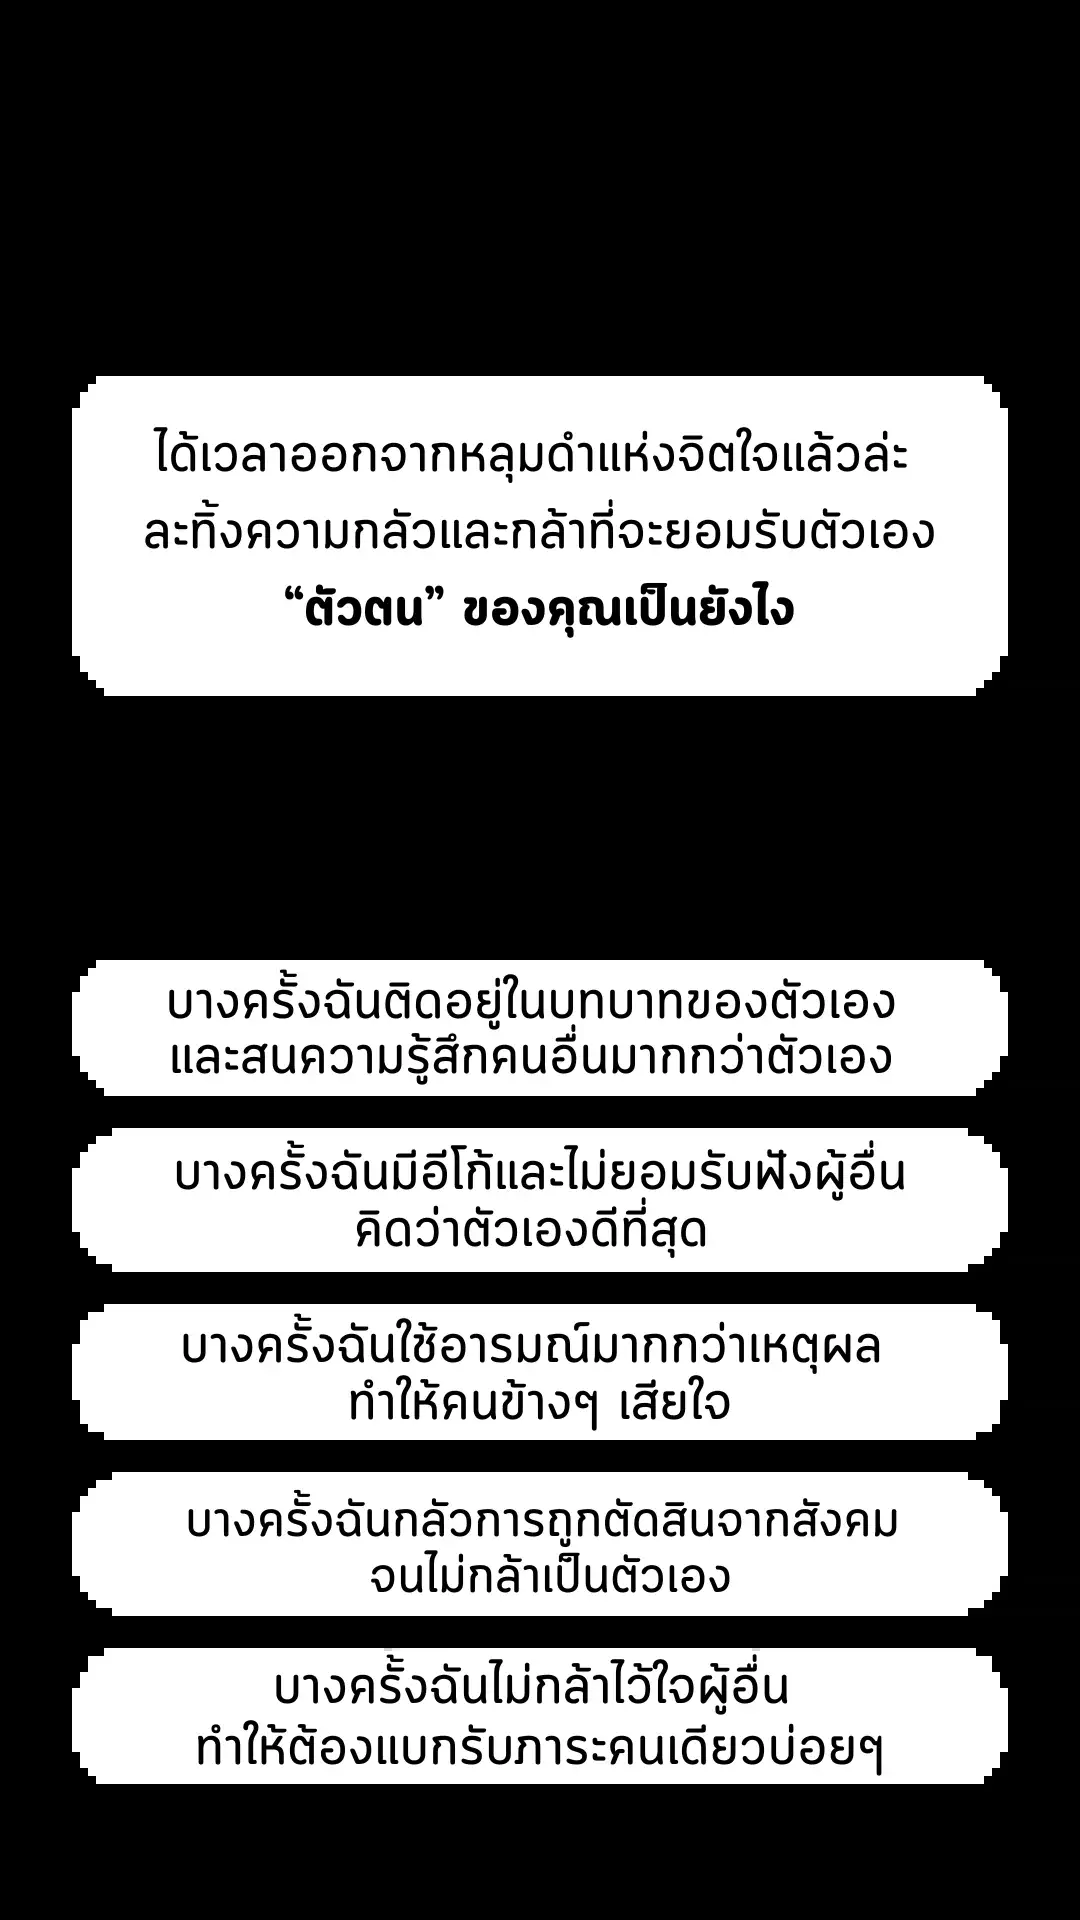 ได้เวลาออกจากหลุมดำแห่งจิตใจแล้วล่ะ
ละทิ้งความกลัวและกล้าที่จะยอมรับตัวเอง
“ตัวตน” ของคุณเป็นยังไง
บางครั้งฉันติดอยู่ในบทบาทของตัวเอง
และสนความรู้สึกคนอื่นมากกว่าตัวเอง
บางครั้งฉันมีอีโก้และไม่ยอมรับฟังผู้อื่น
คิดว่าตัวเองดีที่สุด
บางครั้งฉันใช้อารมณ์มากกว่าเหตุผล
ทำให้คนข้างๆ เสียใจ
บางครั้งฉันกลัวการถูกตัดสินจากสังคม
จนไม่กล้าเป็นตัวเอง
บางครั้งฉันไม่กล้าไว้ใจผู้อื่น
ทำให้ต้องแบกรับภาระคนเดียวบ่อยๆ